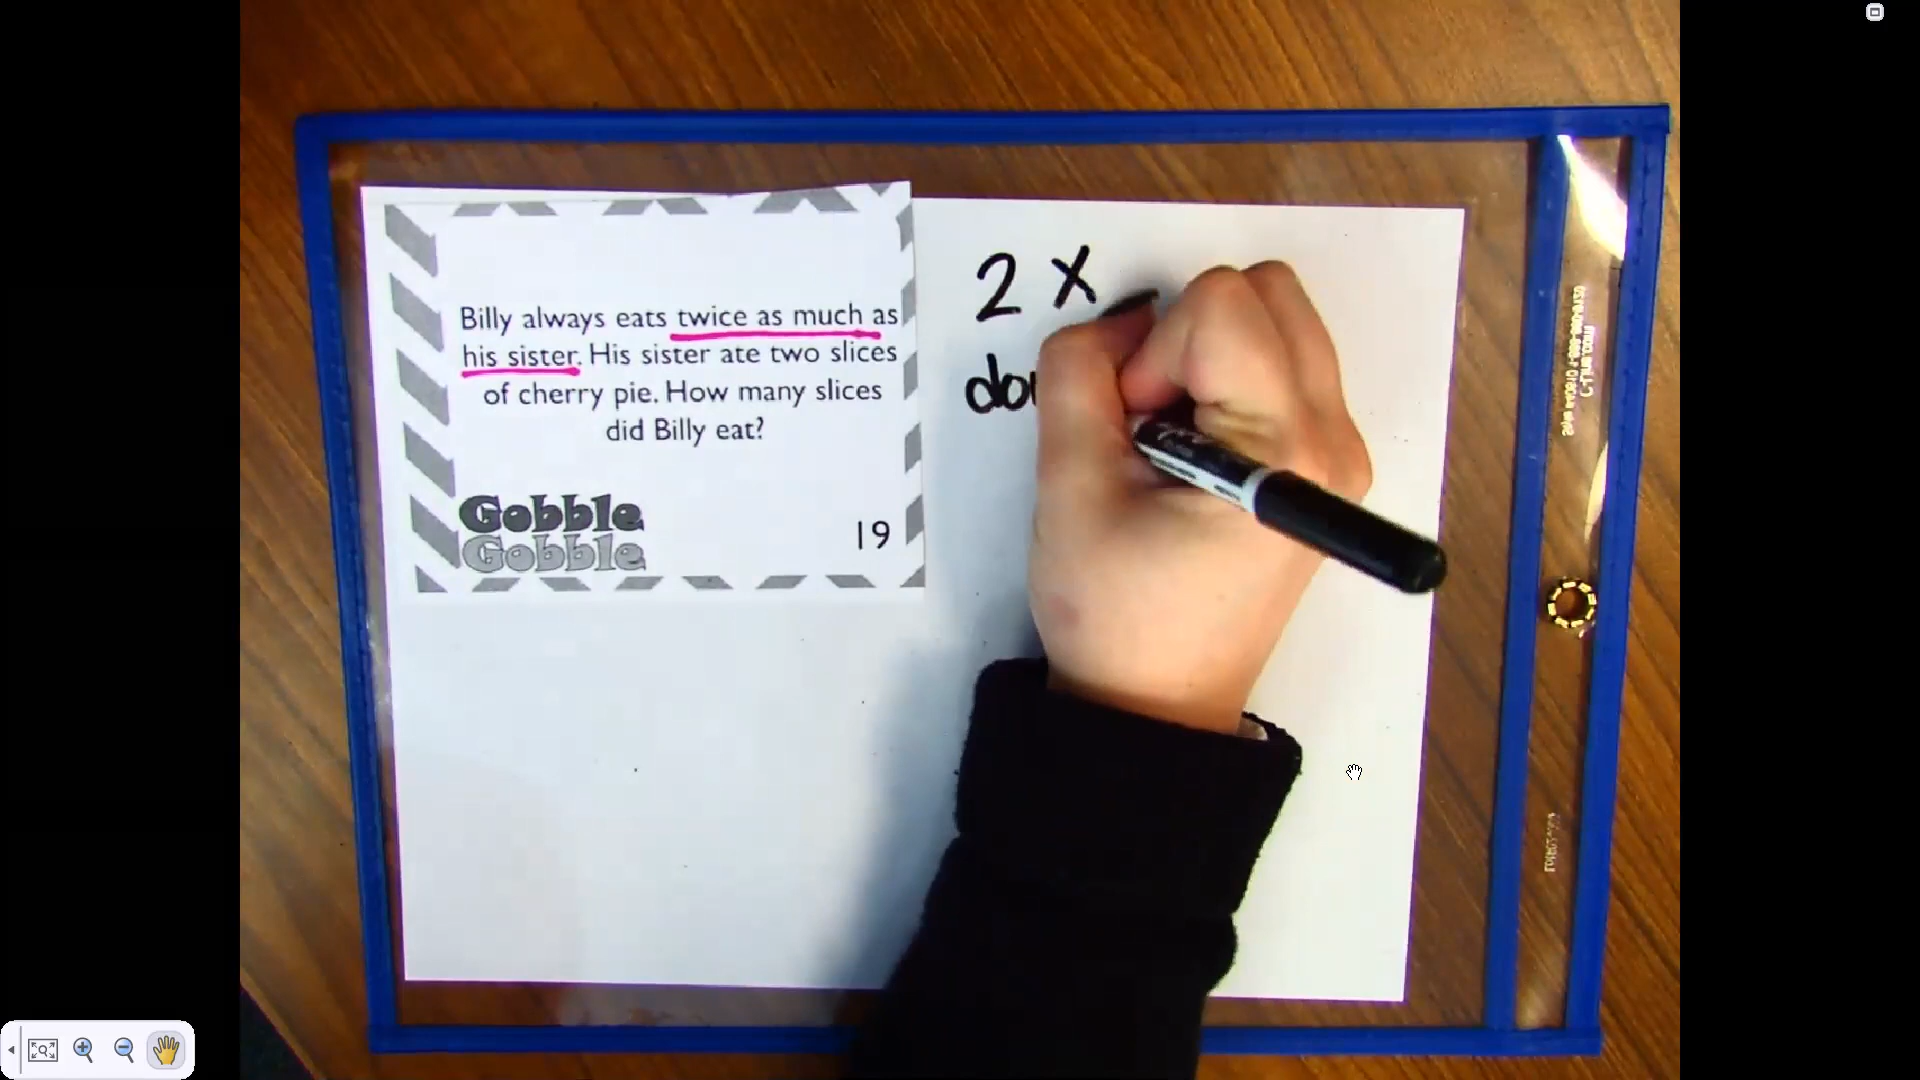 Billy always eats twice as much as
his sister. His sister ate two slices
of cherry pie. How many slices
did Billy eat?
Gobble
Gobble
19
2 x